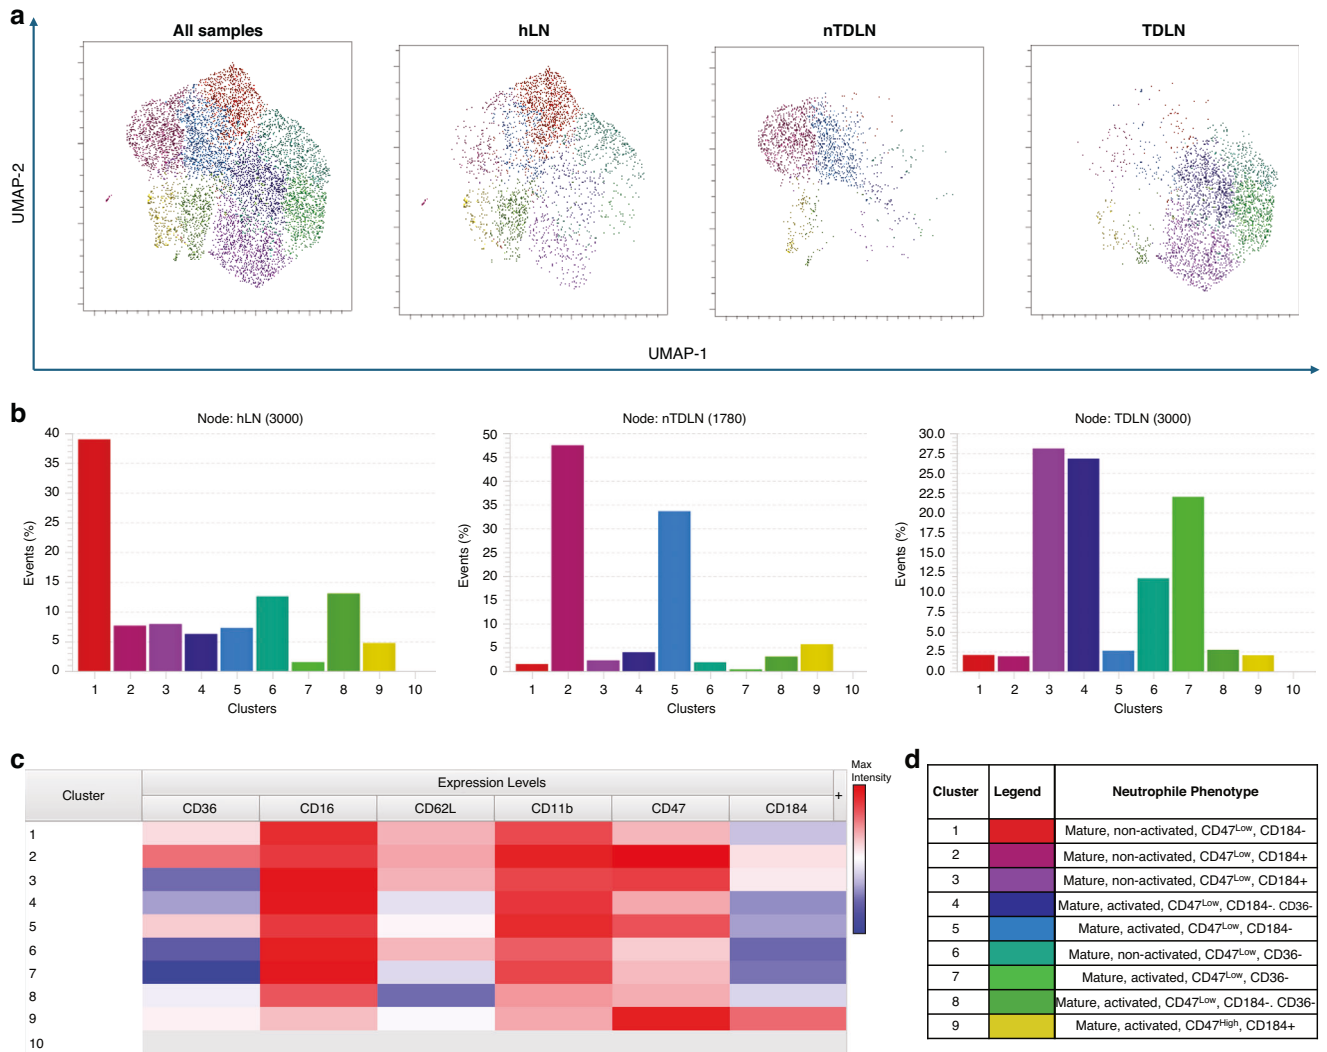 a
All samples
hLN
nTDLN
TDLN
UMAP-2
UMAP-1
b
Node: hLN (3000)
40
35
30
25
20
15
10
5
0
Events (%)
1 2 3 4 5 6 7 8 9 10
Clusters
Node: nTDLN (1780)
50
45
40
35
30
25
20
15
10
5
0
Events (%)
1 2 3 4 5 6 7 8 9 10
Clusters
Node: TDLN (3000)
30.0
27.5
25.0
22.5
20.0
17.5
15.0
12.5
10.0
7.5
5.0
2.5
0.0
Events (%)
1 2 3 4 5 6 7 8 9 10
Clusters
c
Cluster
Expression Levels
+
CD36 CD16 CD62L CD11b CD47 CD184
1
2
3
4
5
6
7
8
9
10
Max
Intensity
d
Cluster Legend Neutrophile Phenotype
1 Mature, non-activated, CD47Low, CD184-
2 Mature, non-activated, CD47Low, CD184+
3 Mature, non-activated, CD47Low, CD184+
4 Mature, activated, CD47Low, CD184-. CD36-
5 Mature, activated, CD47Low, CD184-
6 Mature, non-activated, CD47Low, CD36-
7 Mature, activated, CD47Low, CD36-
8 Mature, activated, CD47Low, CD184-. CD36-
9 Mature, activated, CD47High, CD184+